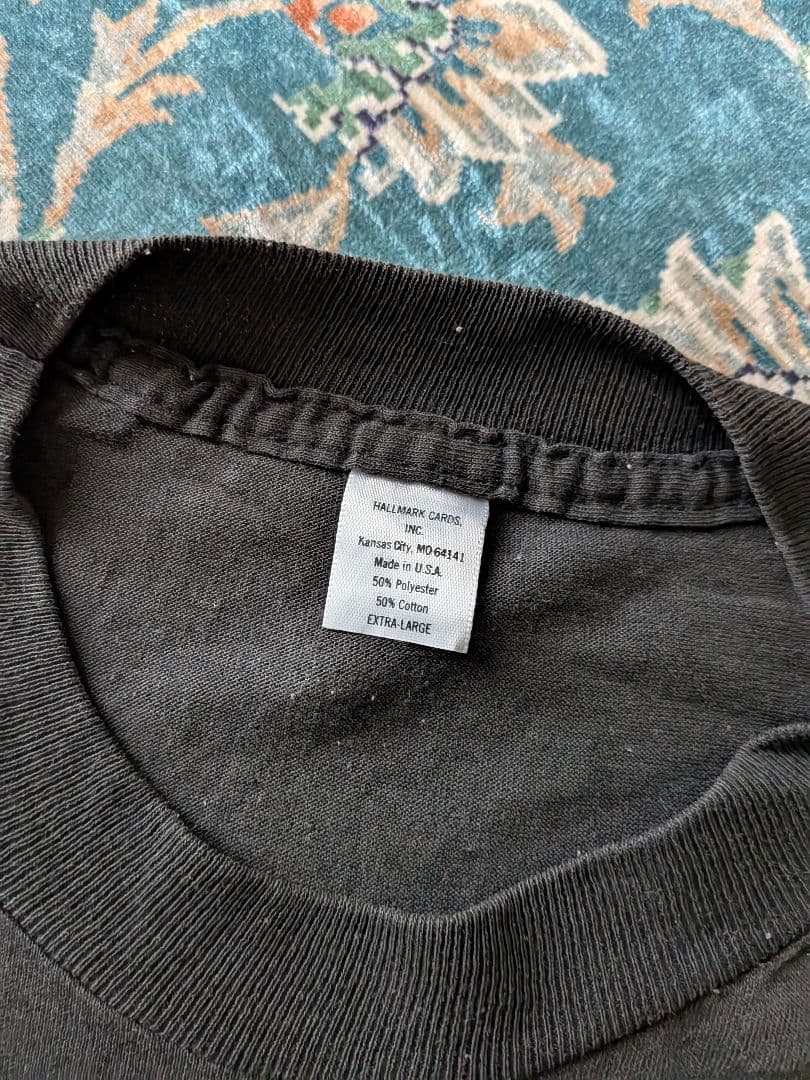 HALLMARK CARDS,
INC.
Kansas City, MO 64141
Made in U.S.A.
50% Polyester
50% Cotton
EXTRA-LARGE